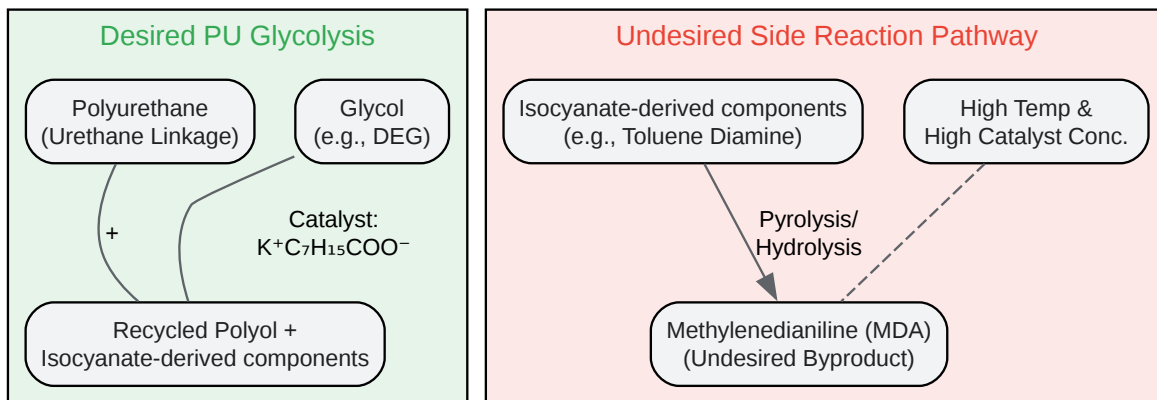 Desired PU Glycolysis
Polyurethane
(Urethane Linkage)
Glycol
(e.g., DEG)
+
Catalyst:
K⁺C₇H₁₅COO⁻
Recycled Polyol +
Isocyanate-derived components
Undesired Side Reaction Pathway
Isocyanate-derived components
(e.g., Toluene Diamine)
High Temp &
High Catalyst Conc.
Pyrolysis/
Hydrolysis
Methylenedianiline (MDA)
(Undesired Byproduct)